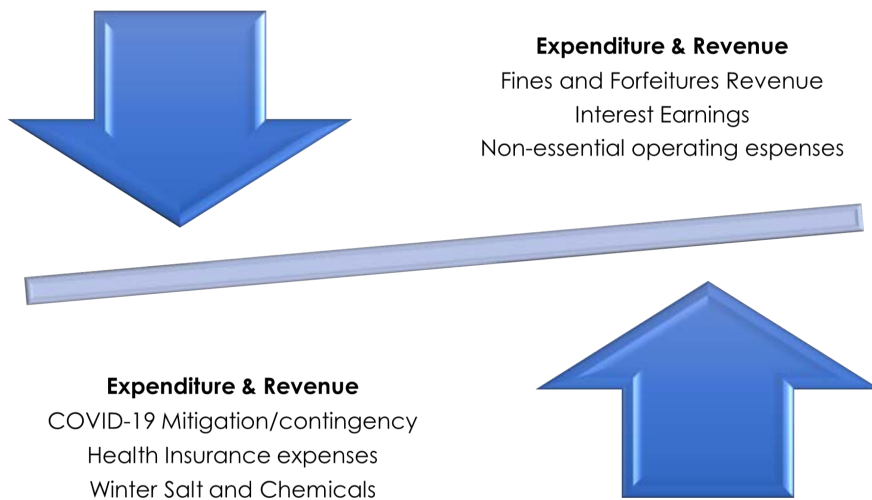 Expenditure & Revenue
Fines and Forfeitures Revenue
Interest Earnings
Non-essential operating espenses
Expenditure & Revenue
COVID-19 Mitigation/contingency
Health Insurance expenses
Winter Salt and Chemicals